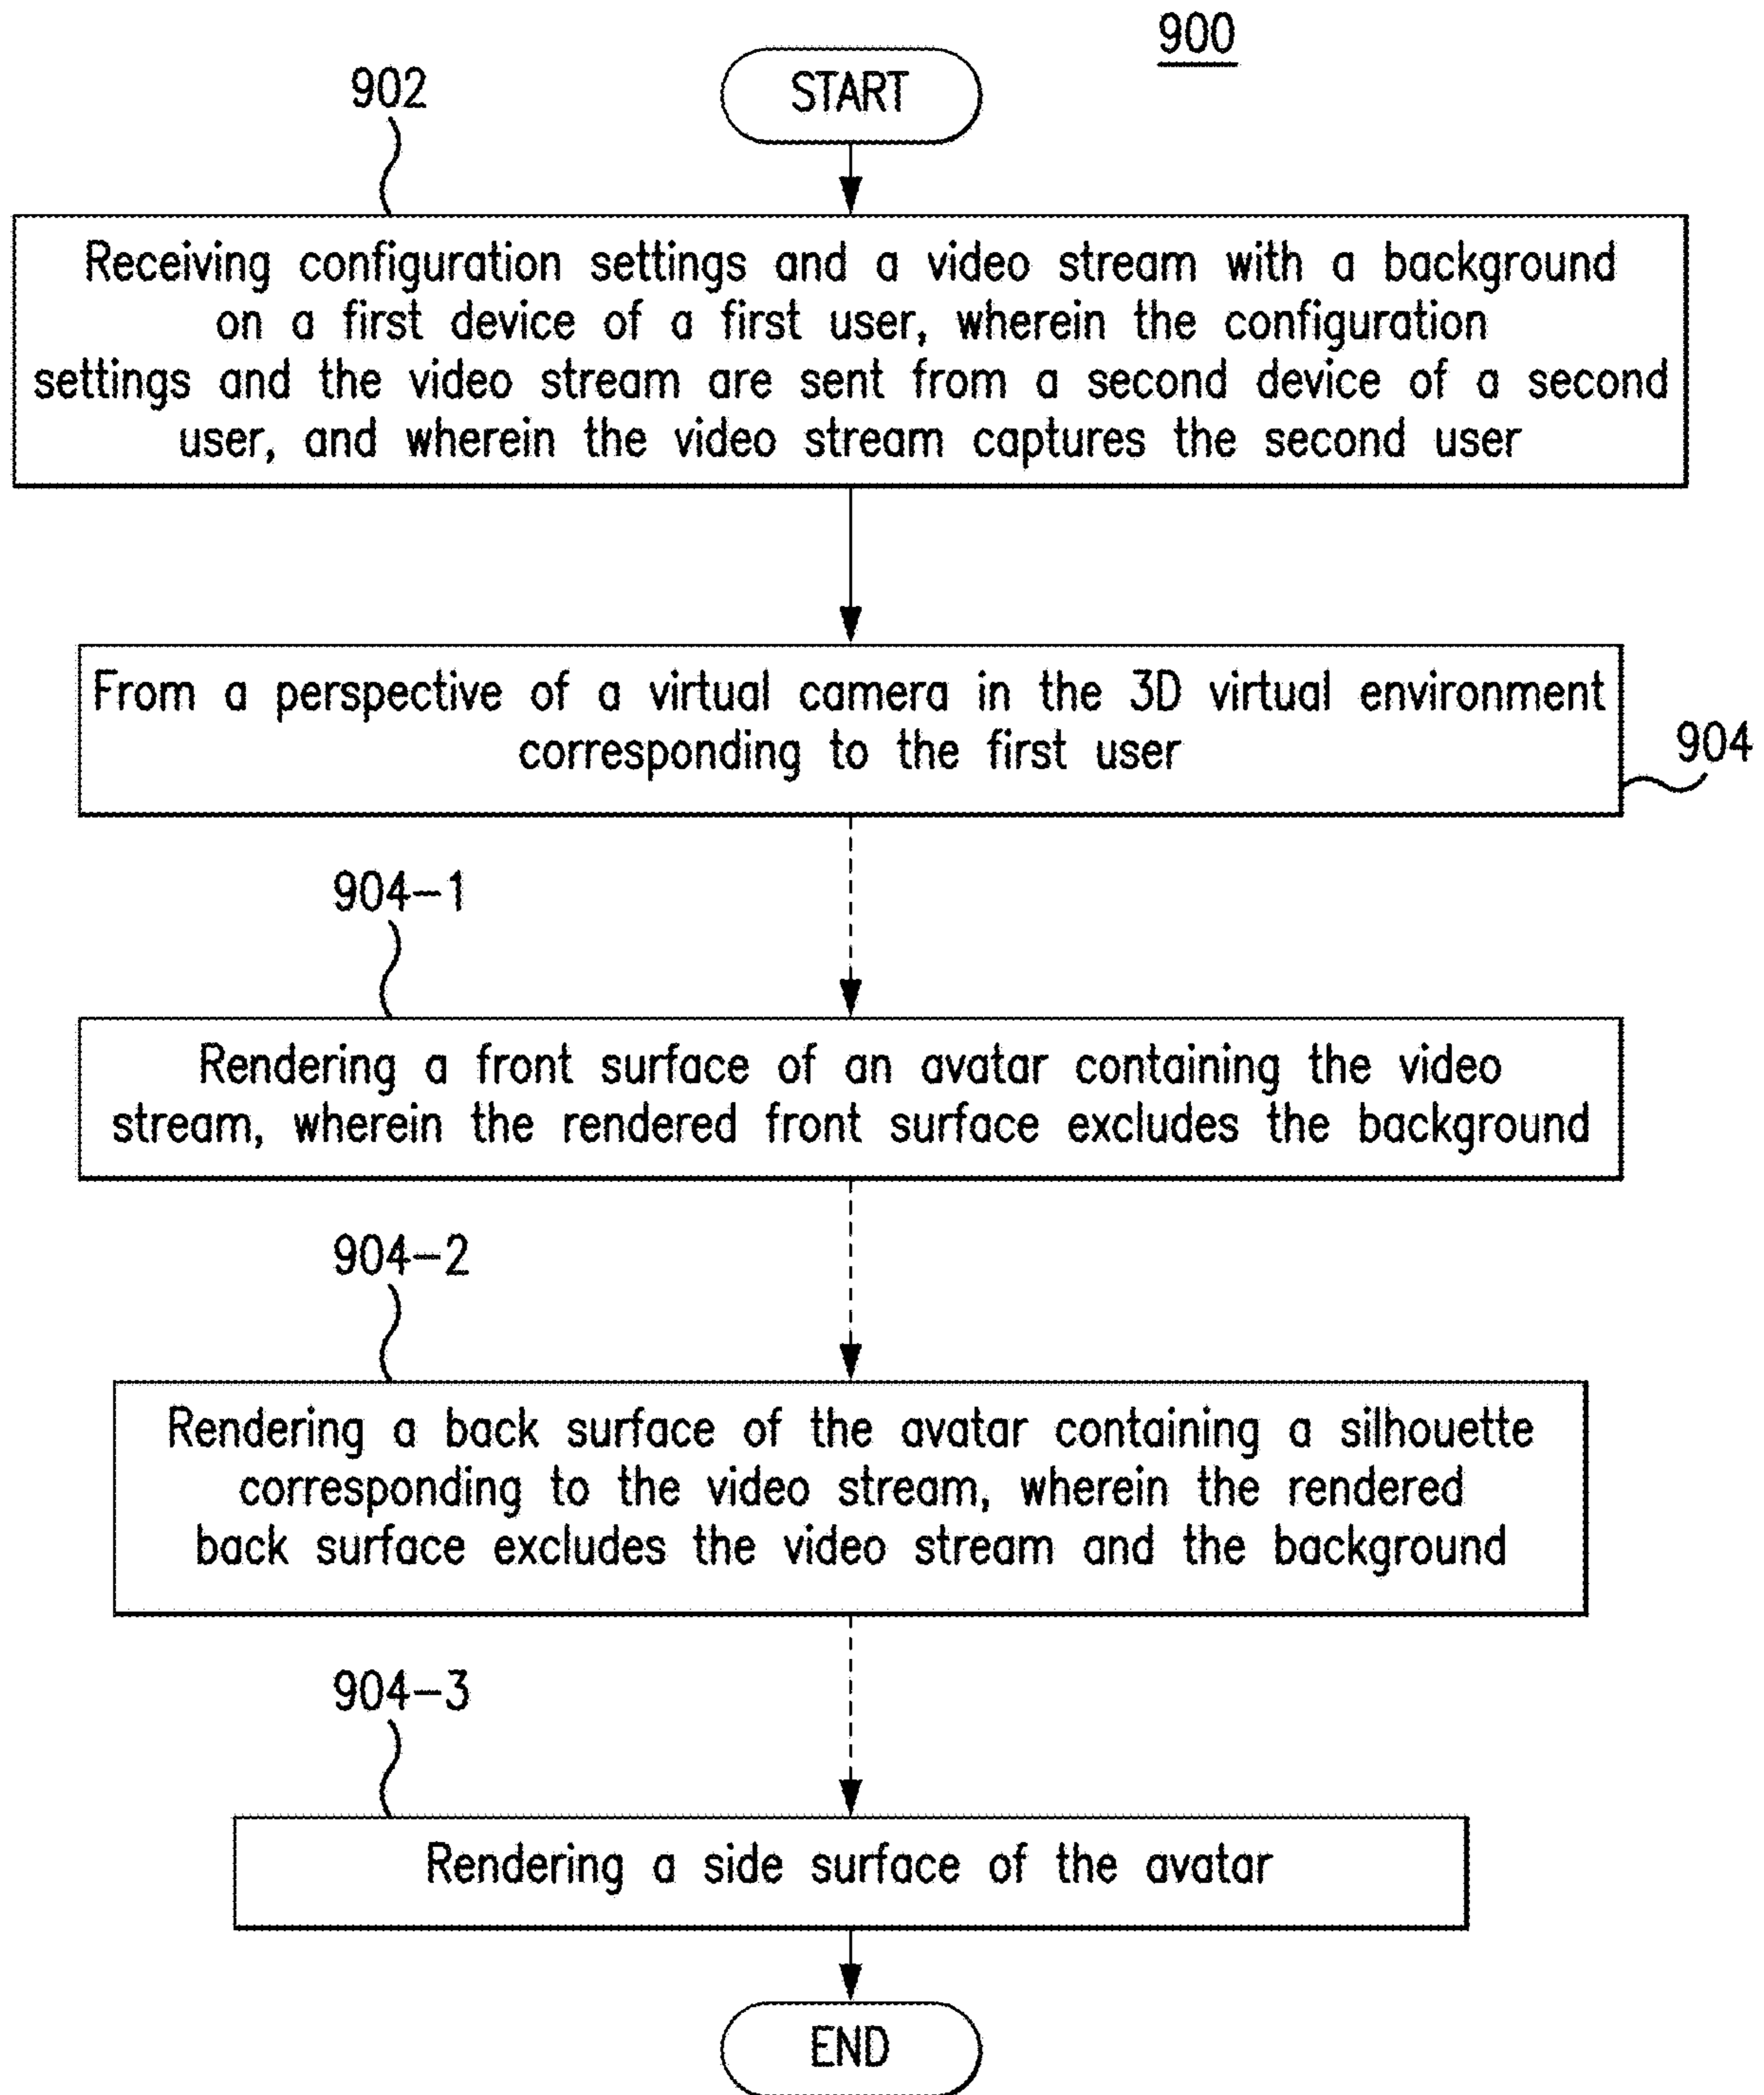 900
START
902
Receiving configuration settings and a video stream with a background
on a first device of a first user, wherein the configuration
settings and the video stream are sent from a second device of a second
user, and wherein the video stream captures the second user
From a perspective of a virtual camera in the 3D virtual environment
corresponding to the first user
904
904-1
Rendering a front surface of an avatar containing the video
stream, wherein the rendered front surface excludes the background
904-2
Rendering a back surface of the avatar containing a silhouette
corresponding to the video stream, wherein the rendered
back surface excludes the video stream and the background
904-3
Rendering a side surface of the avatar
END